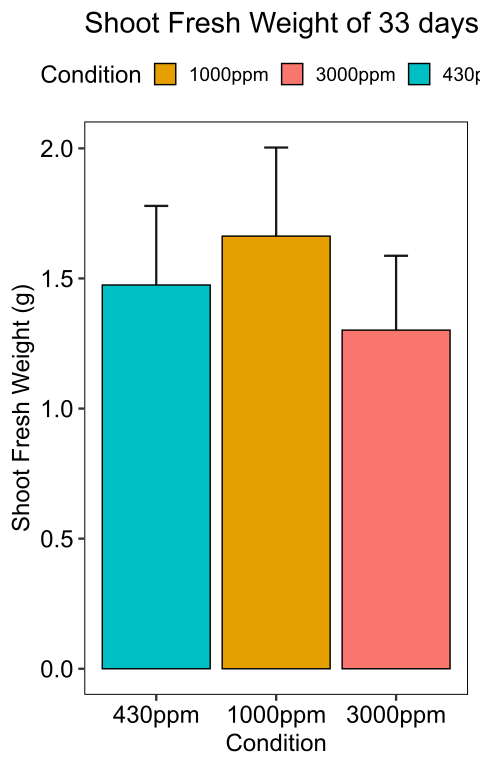 Shoot Fresh Weight of 33 days
Condition 1000ppm 3000ppm 430p
2.0
1.5
1.0
0.5
0.0
Shoot Fresh Weight (g)
430ppm 1000ppm 3000ppm
Condition